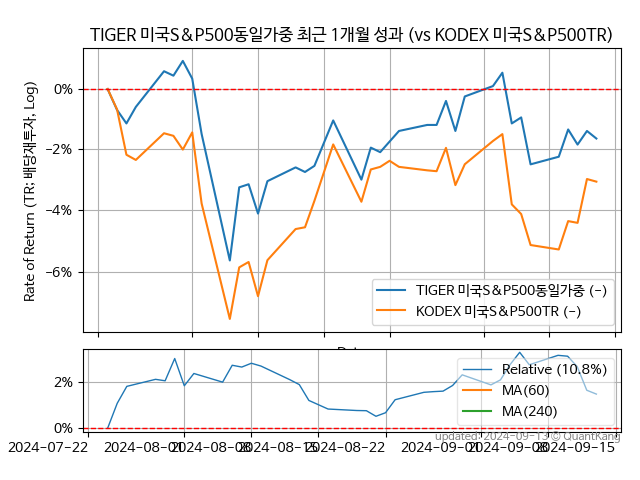 TIGER 미국S&P500동일가중 최근 1개월 성과 (vs KODEX 미국S&P500TR)
Rate of Return (TR: 배당재투자, Log)
0%
−2%
−4%
−6%
TIGER 미국S&P500동일가중 (-)
KODEX 미국S&P500TR (-)
2%
0%
Relative (10.8%)
MA(60)
MA(240)
updated: 2024-09-13 © QuantKang
2024-07-22
2024-08-01
2024-08-08
2024-08-15
2024-08-22
2024-09-01
2024-09-08
2024-09-15